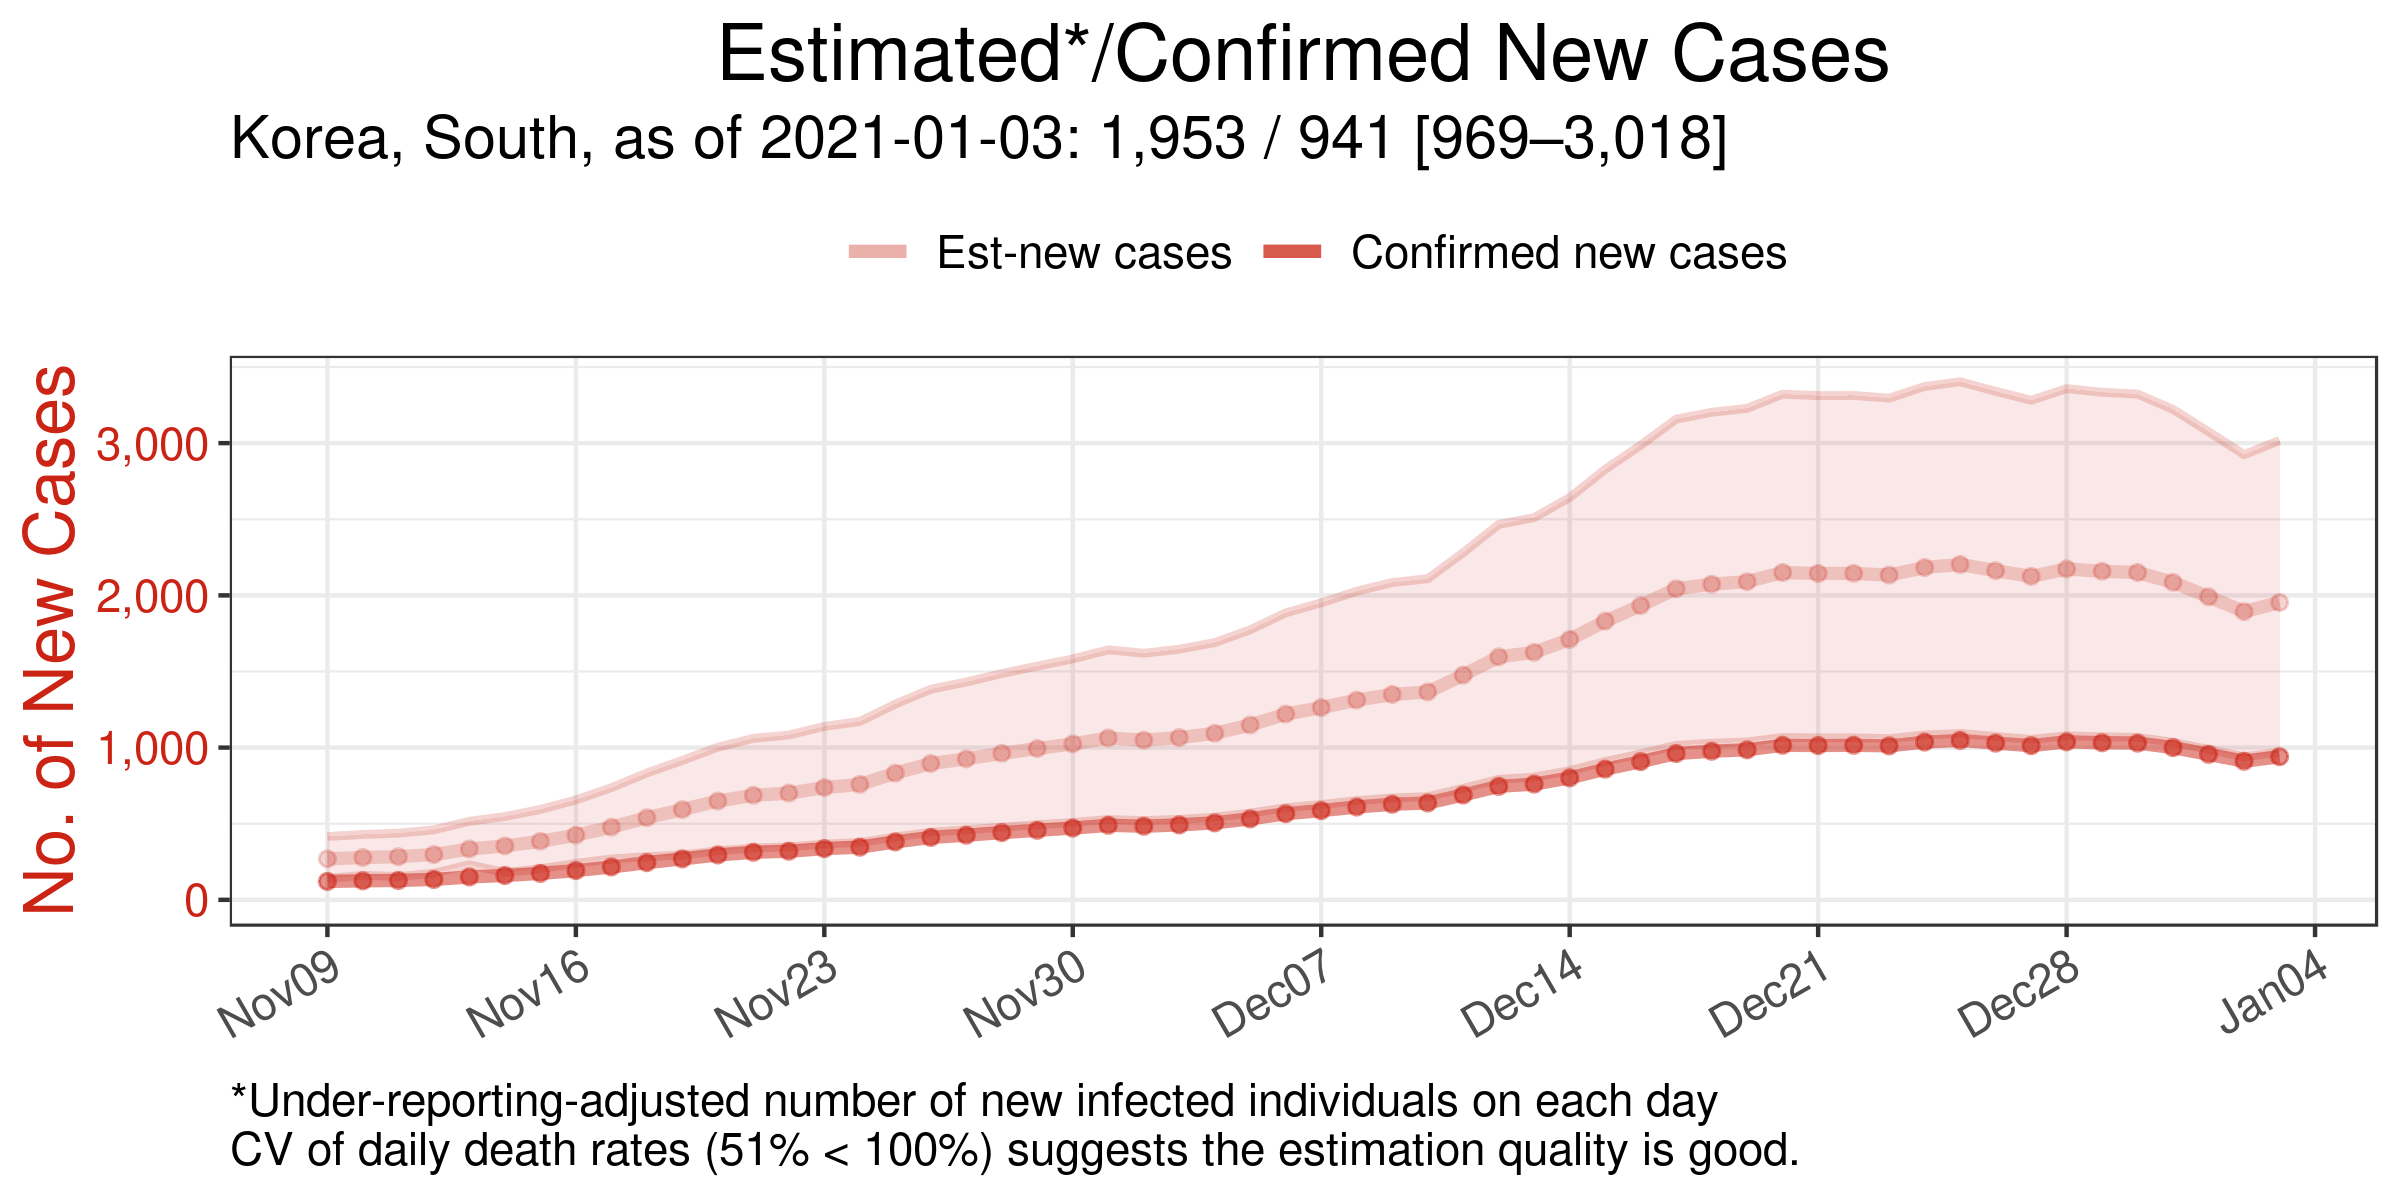 Estimated*/Confirmed New Cases
Korea, South, as of 2021-01-03: 1,953 / 941 [969–3,018]
Est-new cases
Confirmed new cases
No. of New Cases
3,000
2,000
1,000
0
Nov09
Nov16
Nov23
Nov30
Dec07
Dec14
Dec21
Dec28
Jan04
*Under-reporting-adjusted number of new infected individuals on each day
CV of daily death rates (51% < 100%) suggests the estimation quality is good.